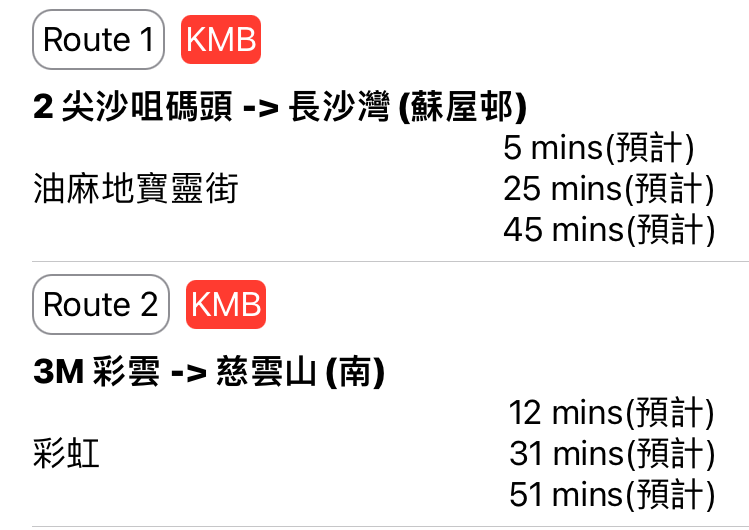 Route 1 KMB
2 尖沙咀碼頭 -> 長沙灣 (蘇屋邨)
5 mins(預計)
油麻地寶靈街 25 mins(預計)
45 mins(預計)
Route 2 KMB
3M 彩雲 -> 慈雲山 (南)
12 mins(預計)
彩虹 31 mins(預計)
51 mins(預計)